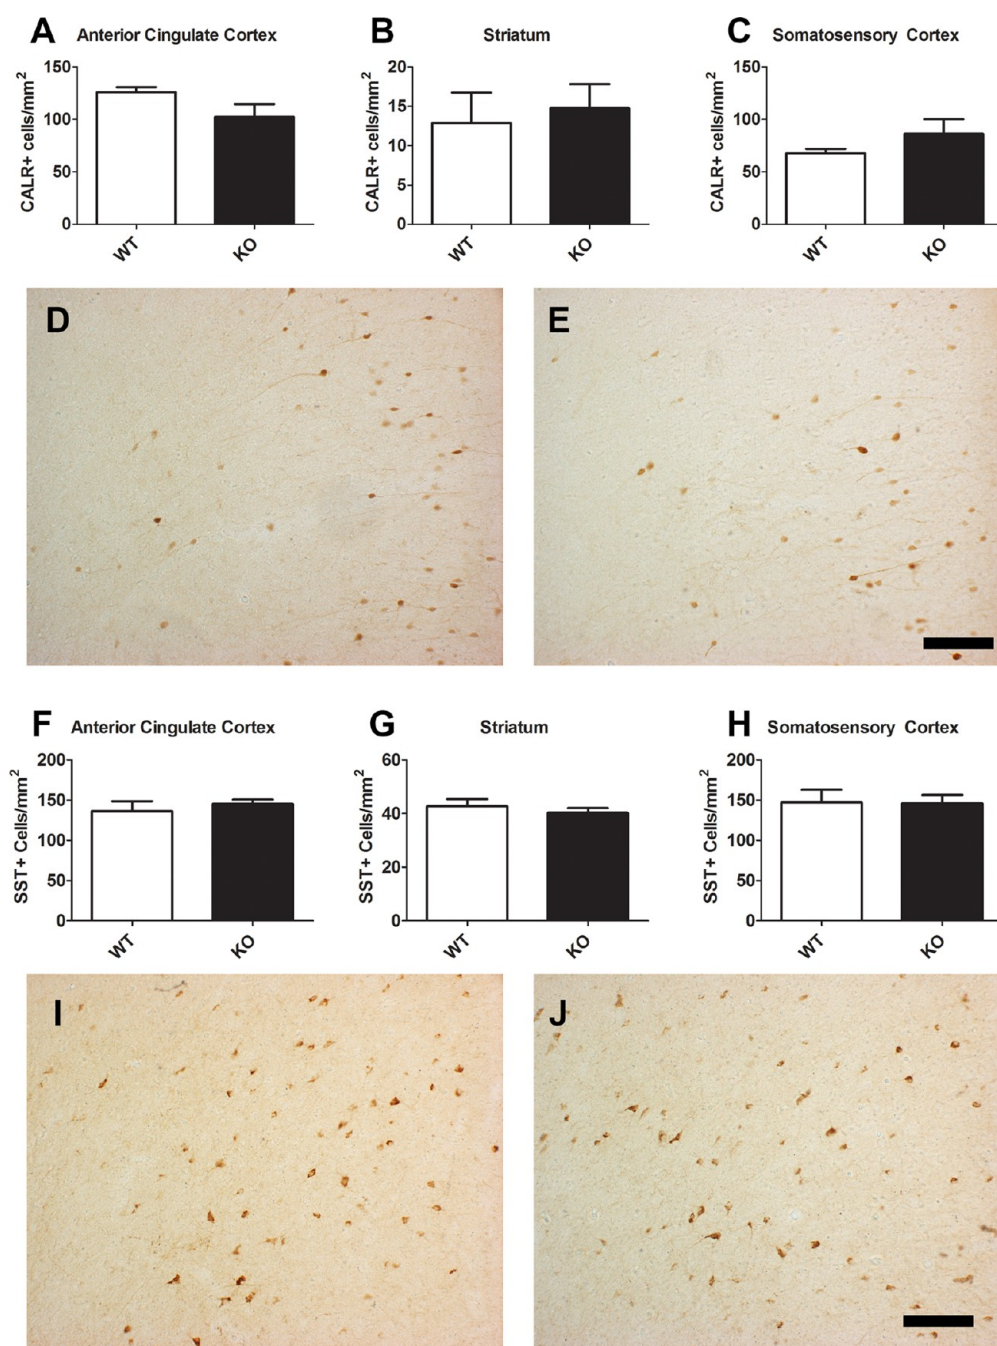 A Anterior Cingulate Cortex
CALR+ cells/mm2
150
100
50
0
WT KO
B Striatum
CALR+ cells/mm2
20
15
10
5
0
WT KO
C Somatosensory Cortex
CALR+ cells/mm2
150
100
50
0
WT KO
D
E
F Anterior Cingulate Cortex
SST+ Cells/mm2
200
150
100
50
0
WT KO
G Striatum
SST+ Cells/mm2
60
40
20
0
WT KO
H Somatosensory Cortex
SST+ Cells/mm2
200
150
100
50
0
WT KO
I
J